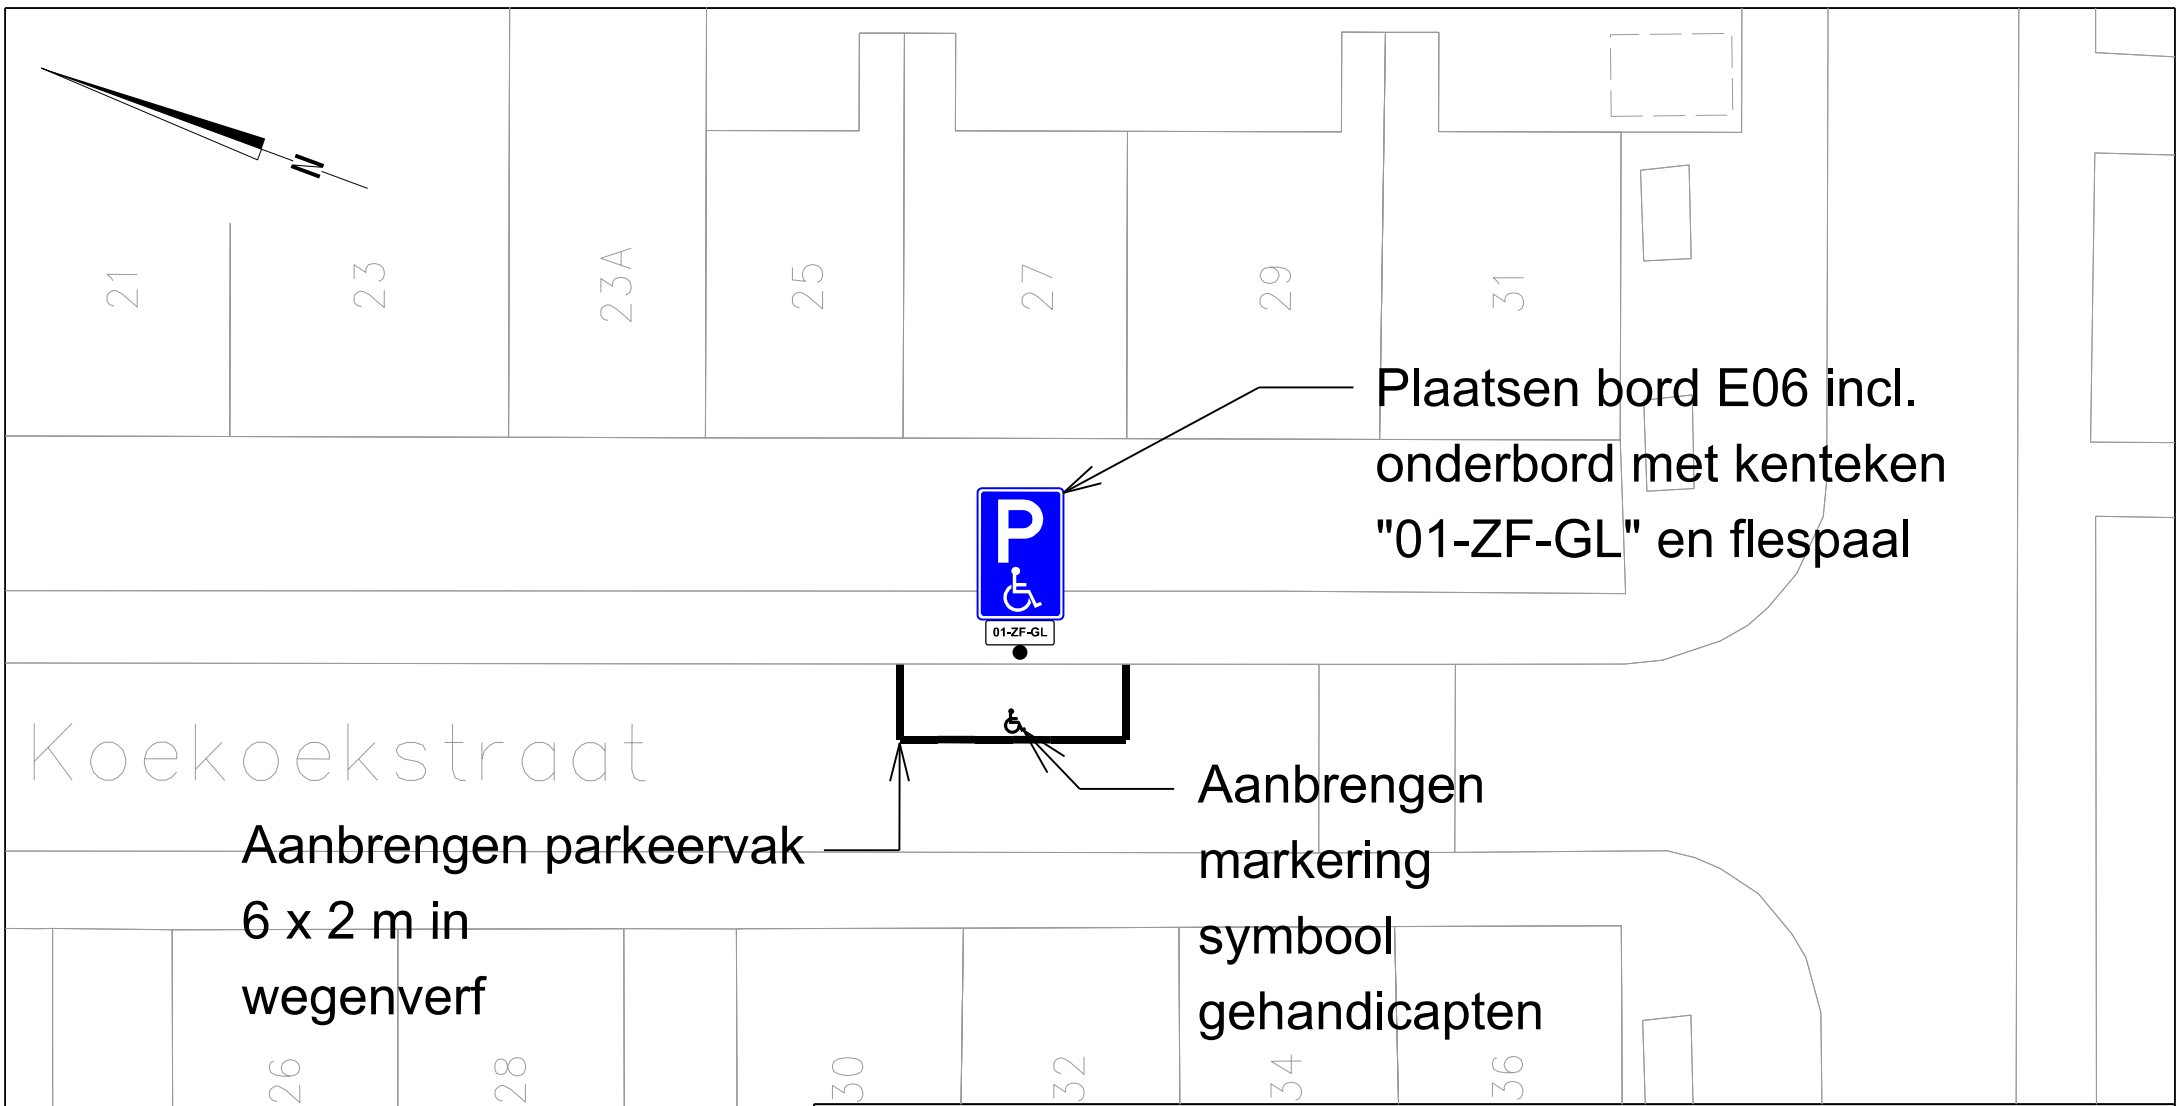 N
21
23
23A
25
27
29
31
Plaatsen bord E06 incl.
onderbord met kenteken
"01-ZF-GL" en flespaal
P
01-ZF-GL
Koekoekstraat
Aanbrengen parkeervak
6 x 2 m in
wegenverf
Aanbrengen
markering
symbool
gehandicapten
26
28
30
32
34
36